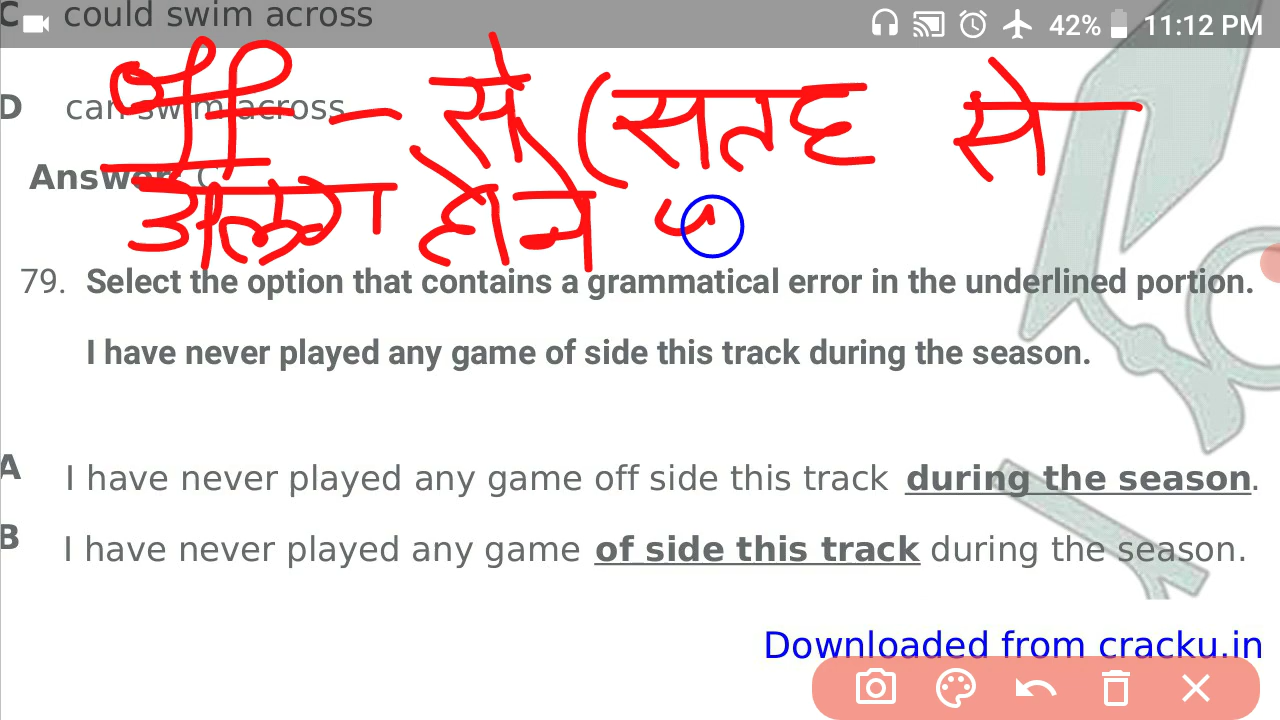 C could swim across
42% 11:12 PM
D can swim across
off - से (सतह से
Answer: C
अलग होने
79. Select the option that contains a grammatical error in the underlined portion.
I have never played any game of side this track during the season.
A I have never played any game off side this track during the season.
B I have never played any game of side this track during the season.
Downloaded from cracku.in